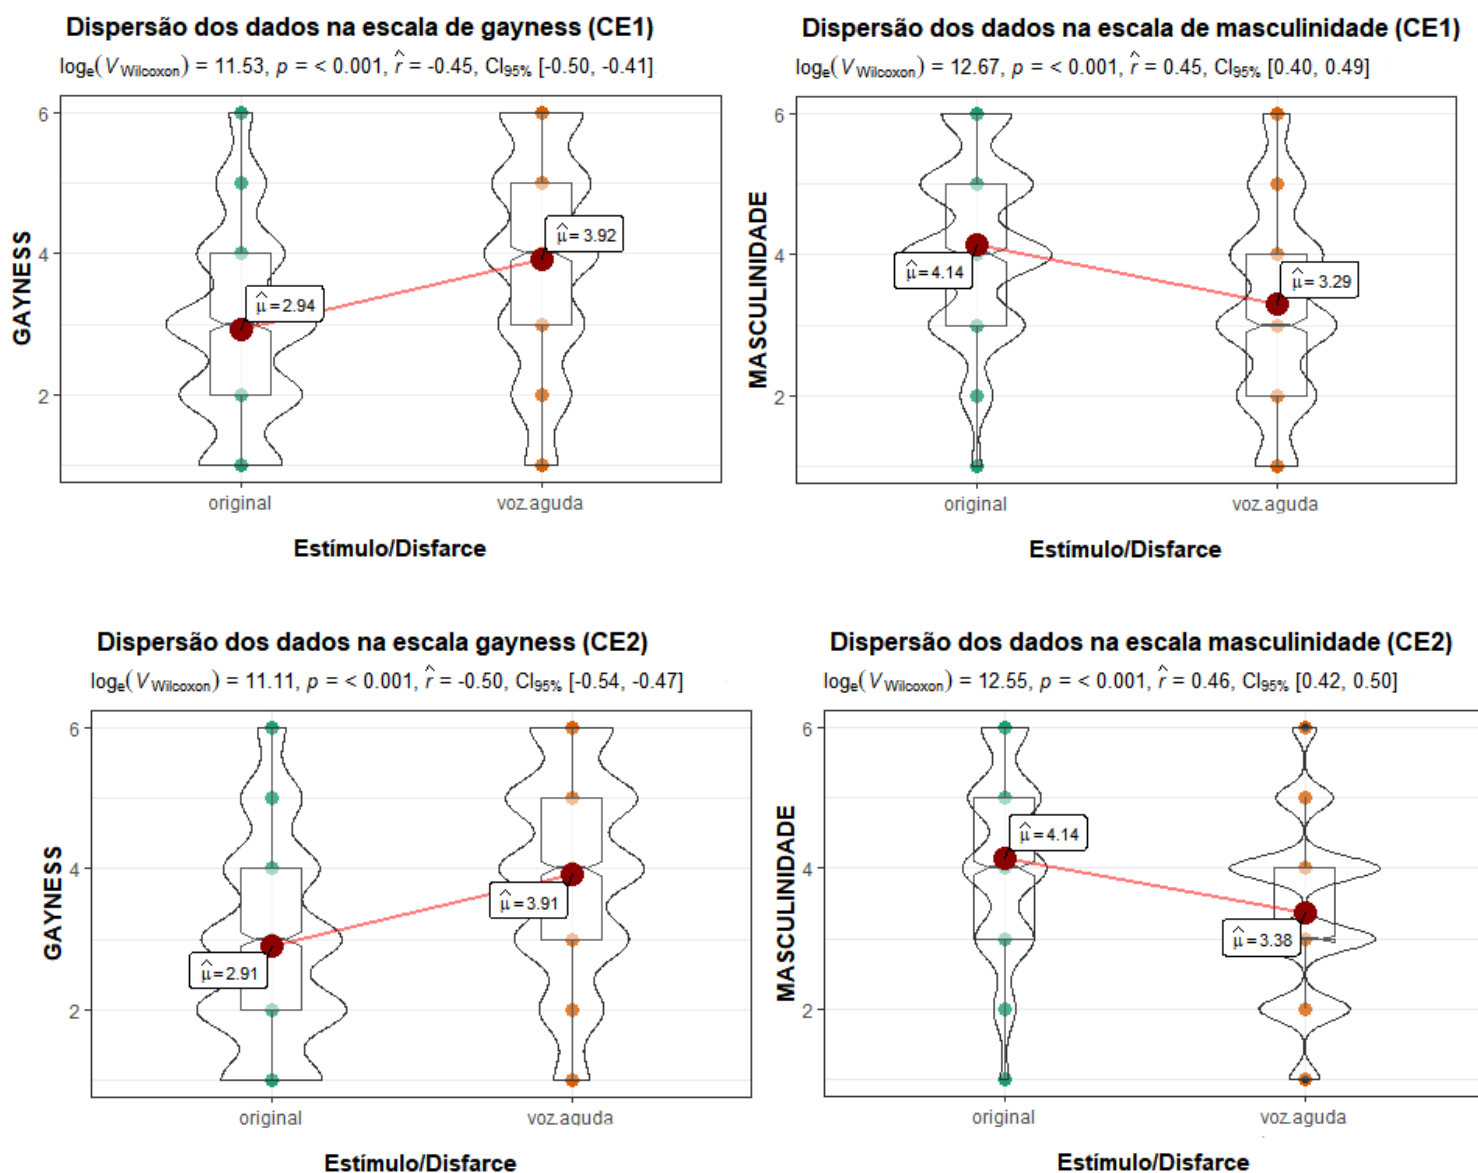 Dispersão dos dados na escala de gayness (CE1)
logₑ(V Wilcoxon) = 11.53, p = < 0.001, r̂ = -0.45, CI95% [-0.50, -0.41]
6
4
2
GAYNESS
μ̂ = 2.94
μ̂ = 3.92
original
voz.aguda
Estímulo/Disfarce
Dispersão dos dados na escala de masculinidade (CE1)
logₑ(V Wilcoxon) = 12.67, p = < 0.001, r̂ = 0.45, CI95% [0.40, 0.49]
6
4
2
MASCULINIDADE
μ̂ = 4.14
μ̂ = 3.29
original
voz.aguda
Estímulo/Disfarce
Dispersão dos dados na escala gayness (CE2)
logₑ(V Wilcoxon) = 11.11, p = < 0.001, r̂ = -0.50, CI95% [-0.54, -0.47]
6
4
2
GAYNESS
μ̂ = 2.91
μ̂ = 3.91
original
voz.aguda
Estímulo/Disfarce
Dispersão dos dados na escala masculinidade (CE2)
logₑ(V Wilcoxon) = 12.55, p = < 0.001, r̂ = 0.46, CI95% [0.42, 0.50]
6
4
2
MASCULINIDADE
μ̂ = 4.14
μ̂ = 3.38
original
voz.aguda
Estímulo/Disfarce